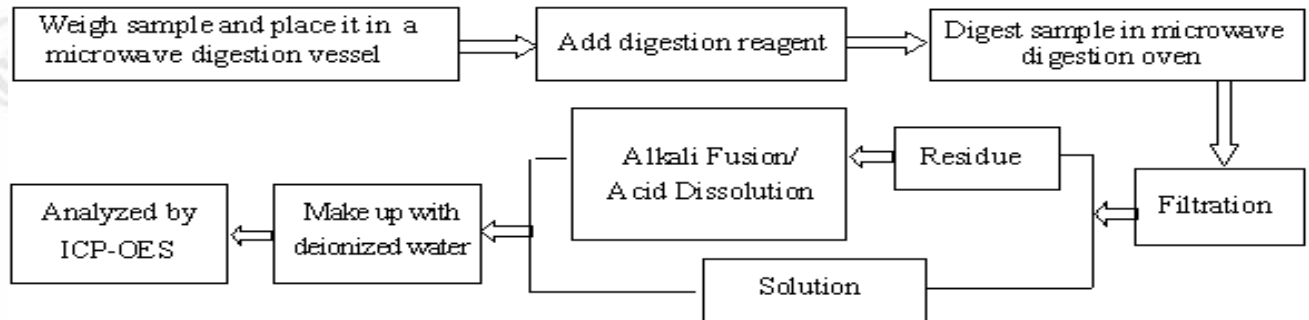 Weigh sample and place it in a
microwave digestion vessel
Add digestion reagent
Digest sample in microwave
digestion oven
Filtration
Residue
Alkali Fusion/
Acid Dissolution
Solution
Make up with
deionized water
Analyzed by
ICP-OES